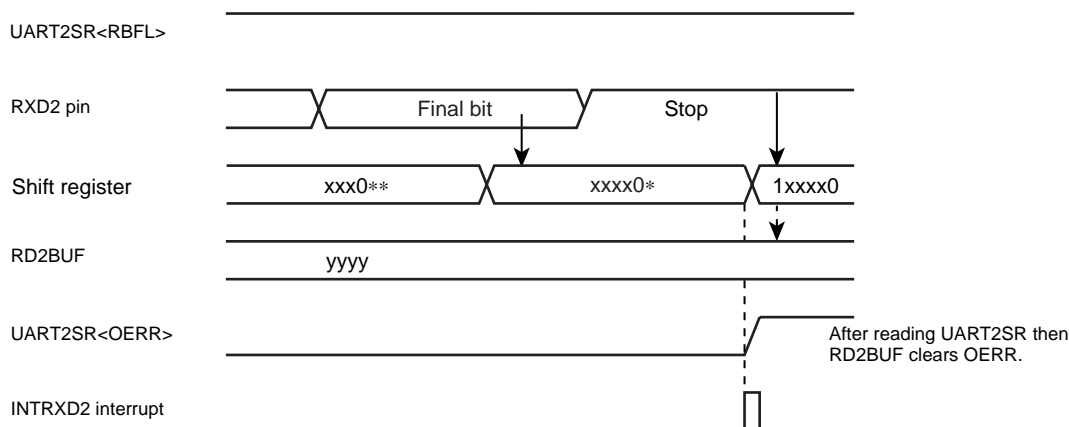 UART2SR<RBFL>
RXD2 pin
Final bit
Stop
Shift register
xxx0**
xxxx0*
1xxxx0
RD2BUF
yyyy
UART2SR<OERR>
After reading UART2SR then
RD2BUF clears OERR.
INTRXD2 interrupt